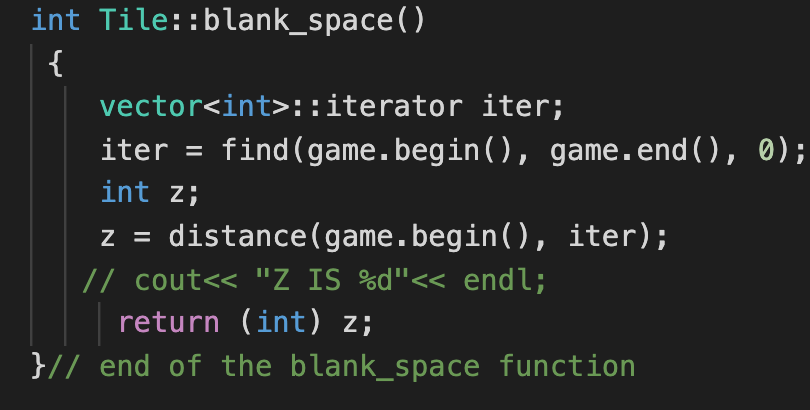 int Tile::blank_space()
{
vector<int>::iterator iter;
iter = find(game.begin(), game.end(), 0);
int z;
z = distance(game.begin(), iter);
// cout<< "Z IS %d"<< endl;
return (int) z;
}// end of the blank_space function